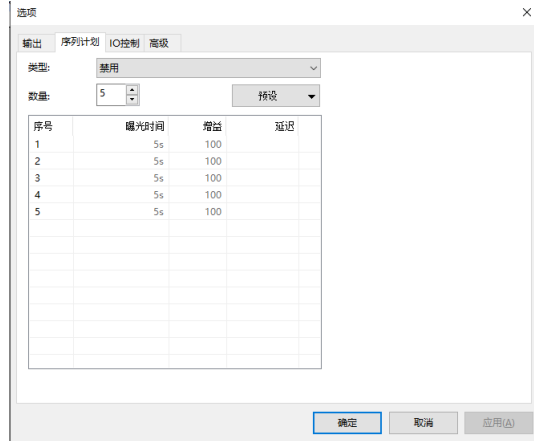 选项
输出 序列计划 IO控制 高级
类型: 禁用
数量: 5 预设
序号 曝光时间 增益 延迟
1 5s 100
2 5s 100
3 5s 100
4 5s 100
5 5s 100
确定 取消 应用(A)